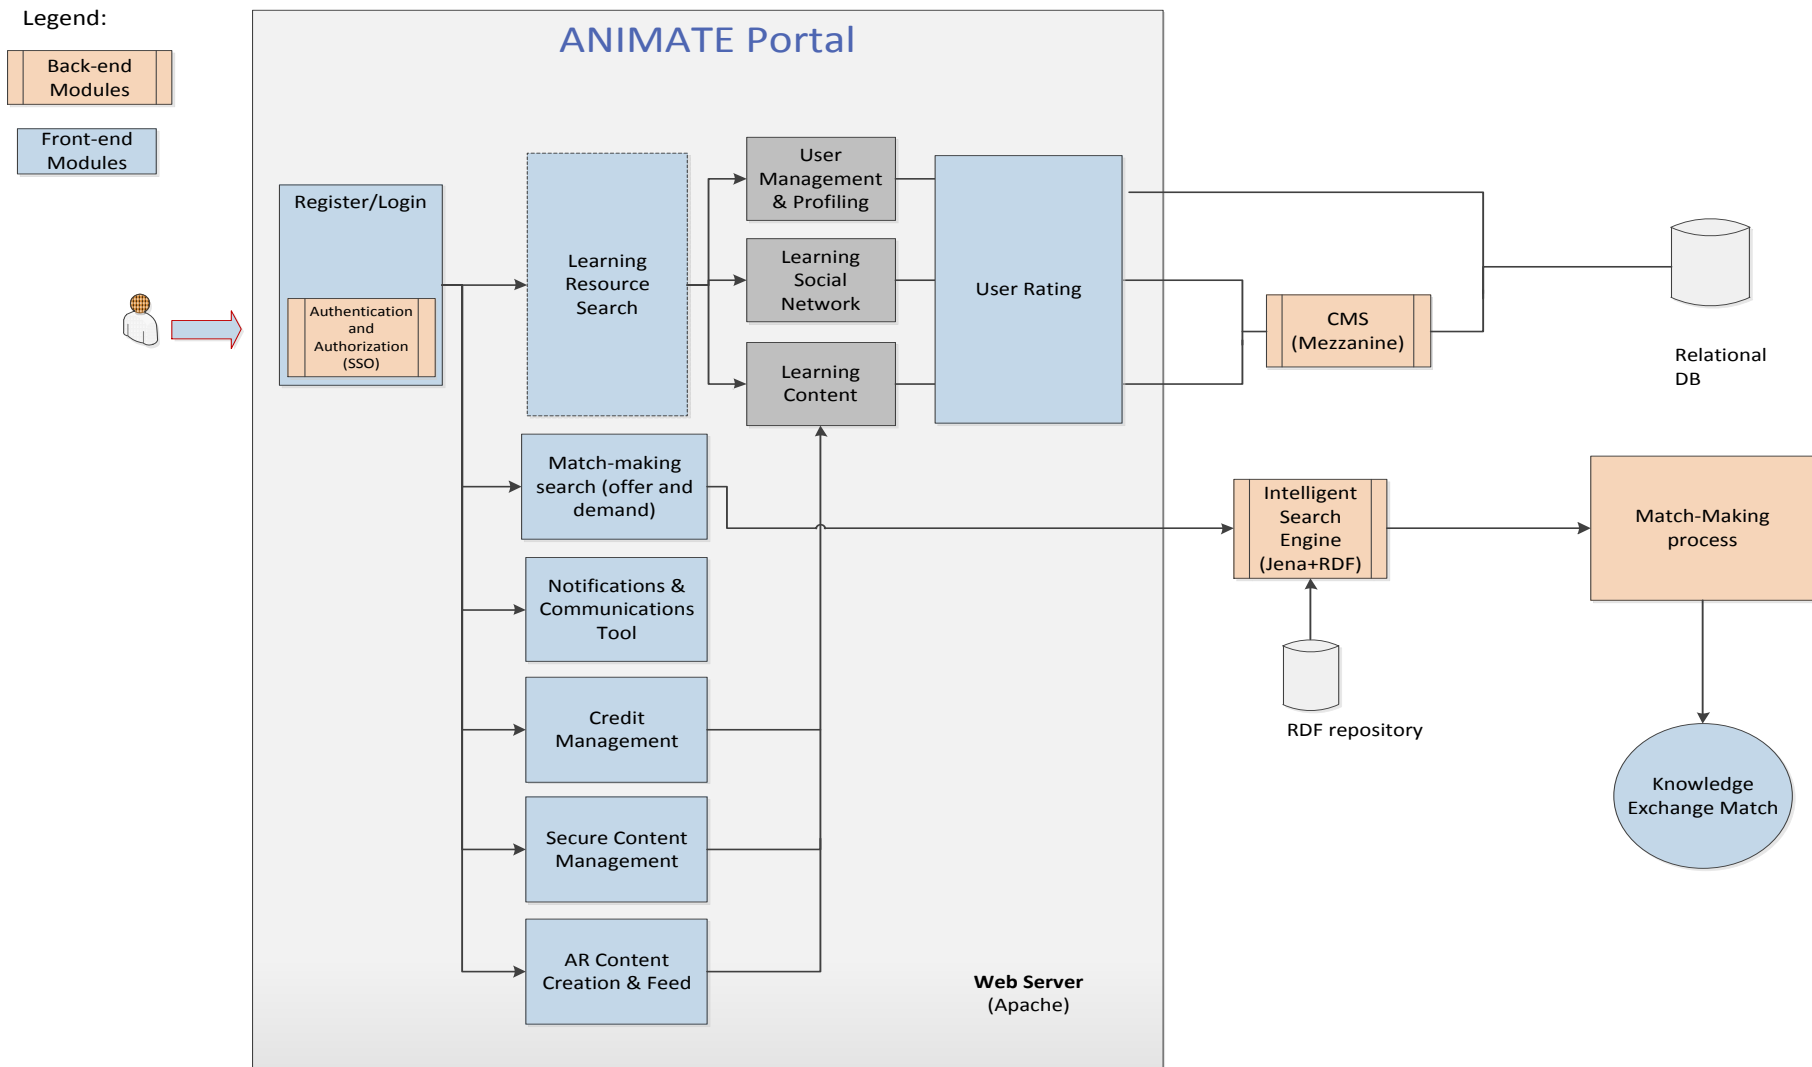 Legend:
Back-end
Modules
Front-end
Modules
ANIMATE Portal
Register/Login
Authentication
and
Authorization
(SSO)
Learning
Resource
Search
User
Management
& Profiling
Learning
Social
Network
Learning
Content
User Rating
CMS
(Mezzanine)
Relational
DB
Match-making
search (offer and
demand)
Intelligent
Search
Engine
(Jena+RDF)
Match-Making
process
Notifications &
Communications
Tool
RDF repository
Credit
Management
Knowledge
Exchange Match
Secure Content
Management
AR Content
Creation & Feed
Web Server
(Apache)